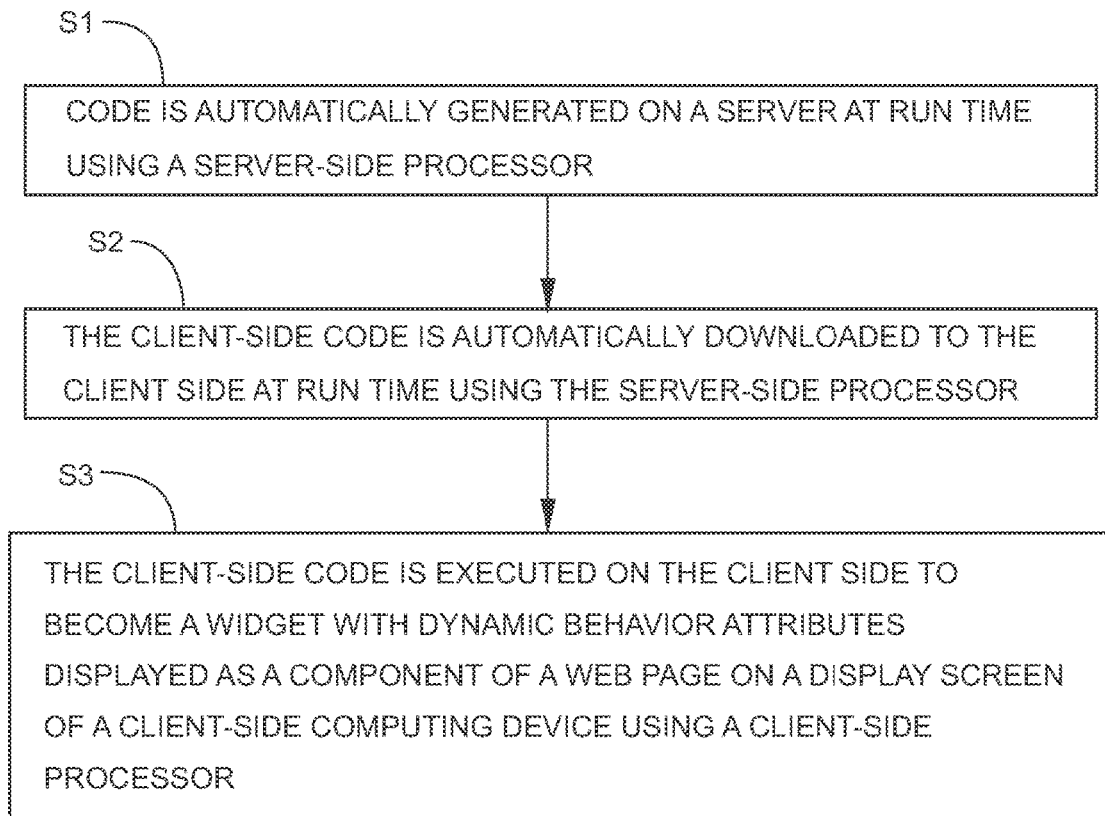 S1
CODE IS AUTOMATICALLY GENERATED ON A SERVER AT RUN TIME
USING A SERVER-SIDE PROCESSOR
S2
THE CLIENT-SIDE CODE IS AUTOMATICALLY DOWNLOADED TO THE
CLIENT SIDE AT RUN TIME USING THE SERVER-SIDE PROCESSOR
S3
THE CLIENT-SIDE CODE IS EXECUTED ON THE CLIENT SIDE TO
BECOME A WIDGET WITH DYNAMIC BEHAVIOR ATTRIBUTES
DISPLAYED AS A COMPONENT OF A WEB PAGE ON A DISPLAY SCREEN
OF A CLIENT-SIDE COMPUTING DEVICE USING A CLIENT-SIDE
PROCESSOR